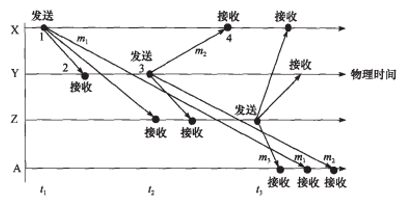 发送
接收
接收
X
1
m₁
4
m₂
发送
接收
2
3
Y
物理时间
接收
发送
Z
接收
接收
m₃
m₁
m₂
A
接收
接收
接收
t₁
t₂
t₃